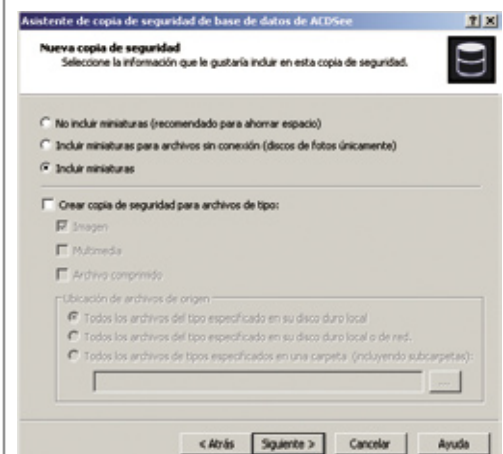 Asistente de copia de seguridad de base de datos de ACDSee
Nueva copia de seguridad
Seleccione la información que le gustaría incluir en esta copia de seguridad.
No incluir miniaturas (recomendado para ahorrar espacio)
Incluir miniaturas para archivos sin conexión (discos de fotos únicamente)
Incluir miniaturas
Crear copia de seguridad para archivos de tipo:
Imagen
Multimedia
Archivo comprimido
Ubicación de archivos de origen
Todos los archivos del tipo especificado en su disco duro local
Todos los archivos del tipo especificado en su disco duro local o de red.
Todos los archivos de tipos especificados en una carpeta (incluyendo subcarpetas):
...
< Atrás Siguiente > Cancelar Ayuda